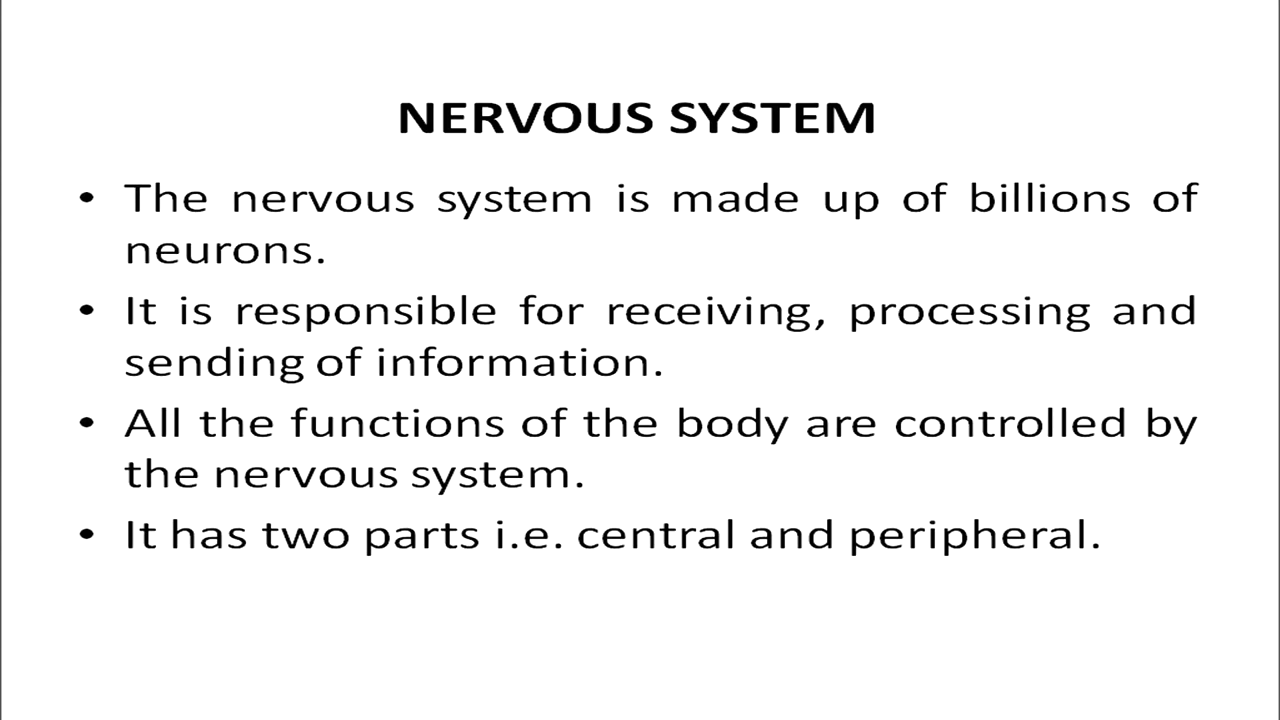 NERVOUS SYSTEM
• The nervous system is made up of billions of
neurons.
• It is responsible for receiving, processing and
sending of information.
• All the functions of the body are controlled by
the nervous system.
• It has two parts i.e. central and peripheral.